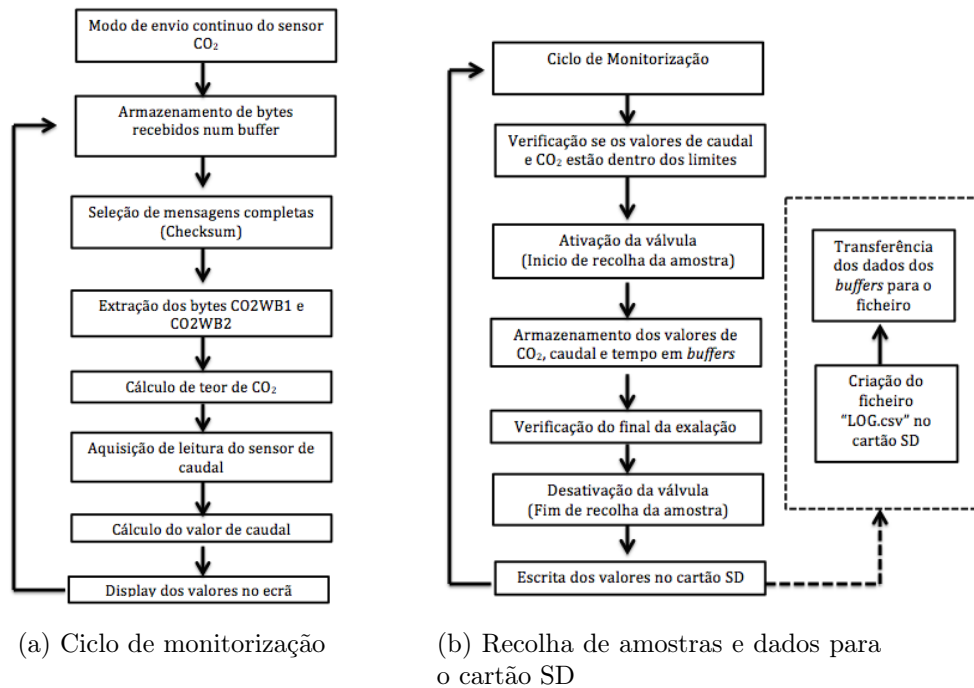 Modo de envio continuo do sensor
CO₂
Armazenamento de bytes
recebidos num buffer
Seleção de mensagens completas
(Checksum)
Extração dos bytes CO2WB1 e
CO2WB2
Cálculo de teor de CO₂
Aquisição de leitura do sensor de
caudal
Cálculo do valor de caudal
Display dos valores no ecrã
(a) Ciclo de monitorização
Ciclo de Monitorização
Verificação se os valores de caudal
e CO₂ estão dentro dos limites
Ativação da válvula
(Inicio de recolha da amostra)
Armazenamento dos valores de
CO₂, caudal e tempo em buffers
Verificação do final da exalação
Desativação da válvula
(Fim de recolha da amostra)
Escrita dos valores no cartão SD
Transferência
dos dados dos
buffers para o
ficheiro
Criação do
ficheiro
“LOG.csv” no
cartão SD
(b) Recolha de amostras e dados para
o cartão SD